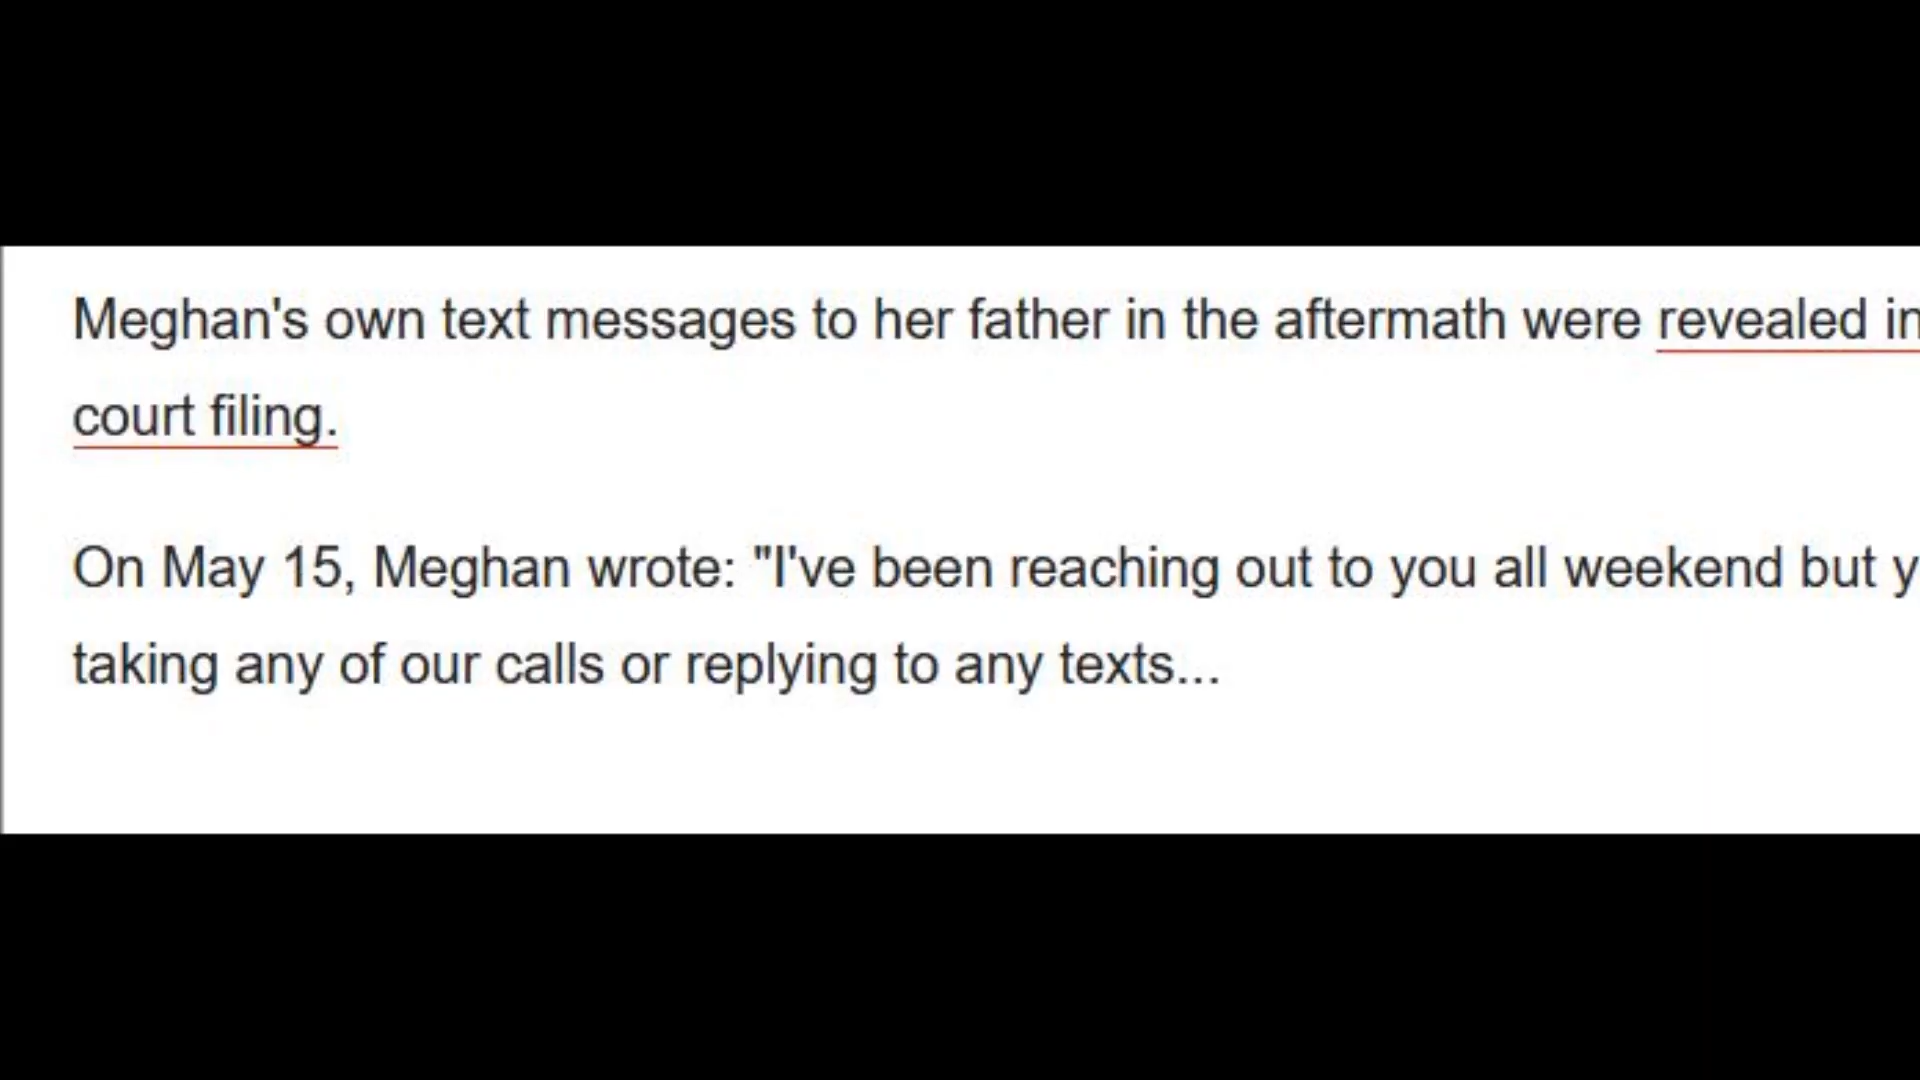 Meghan's own text messages to her father in the aftermath were revealed in
court filing.
On May 15, Meghan wrote: "I've been reaching out to you all weekend but y
taking any of our calls or replying to any texts...